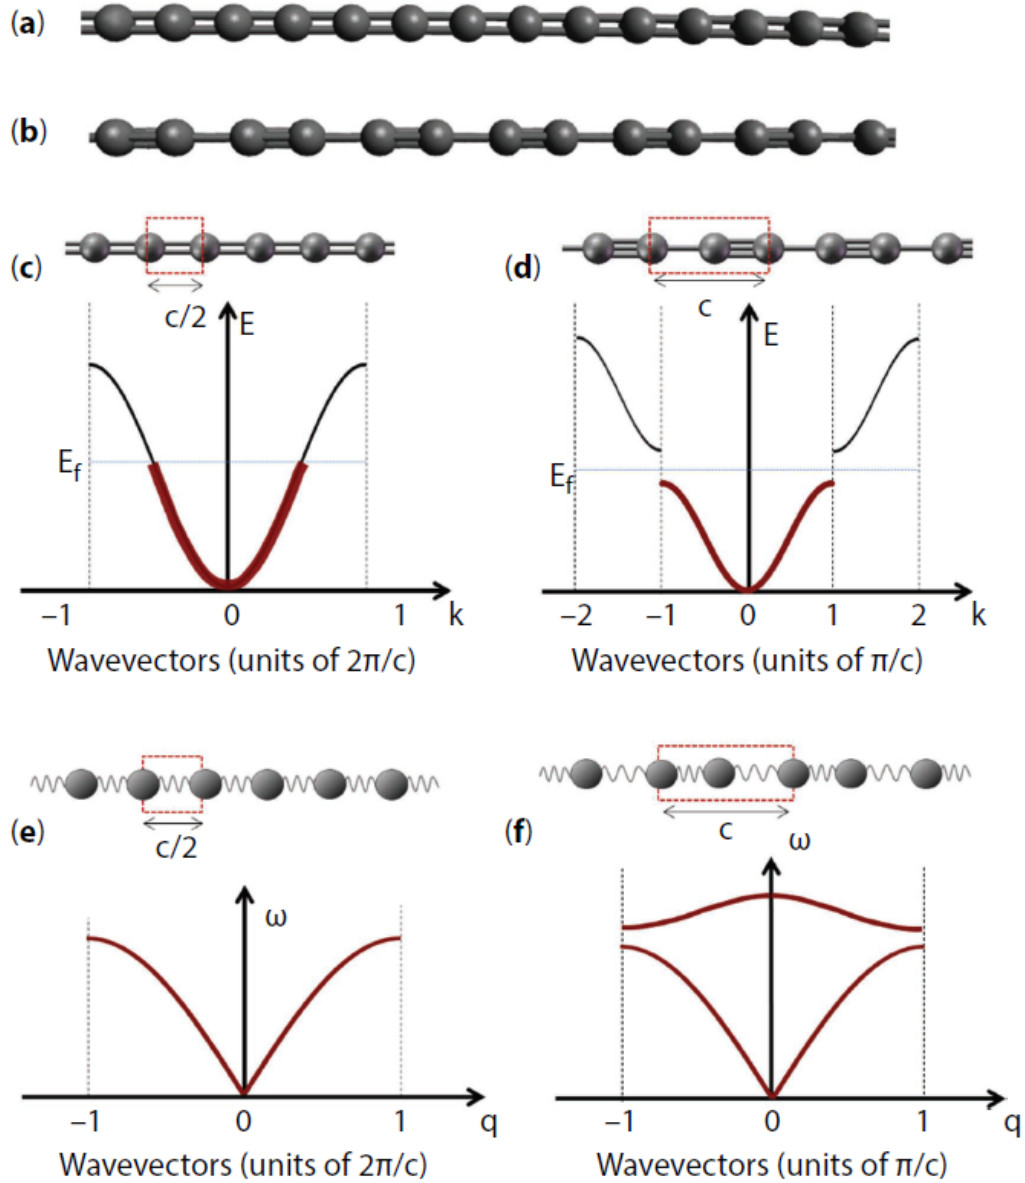 (a)
(b)
(c)
(d)
c/2
c
E
E
E_f
E_f
−1 0 1 k
−2 −1 0 1 2 k
Wavevectors (units of 2π/c)
Wavevectors (units of π/c)
(e)
(f)
c/2
c
ω
ω
−1 0 1 q
−1 0 1 q
Wavevectors (units of 2π/c)
Wavevectors (units of π/c)